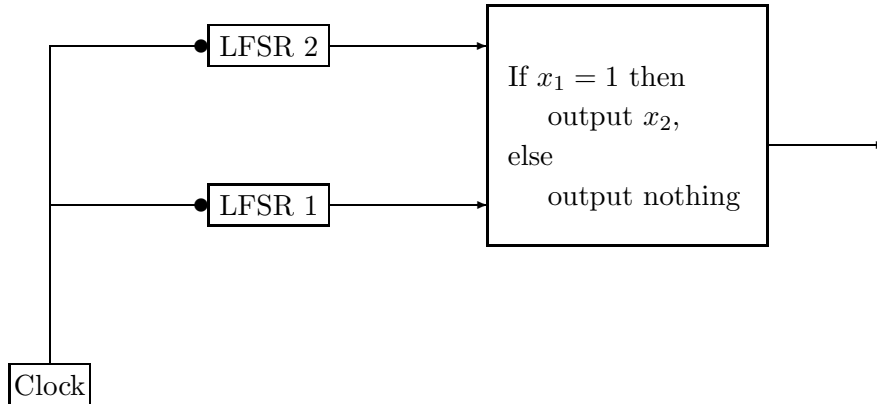 LFSR 2
If x₁ = 1 then
output x₂,
else
output nothing
LFSR 1
Clock